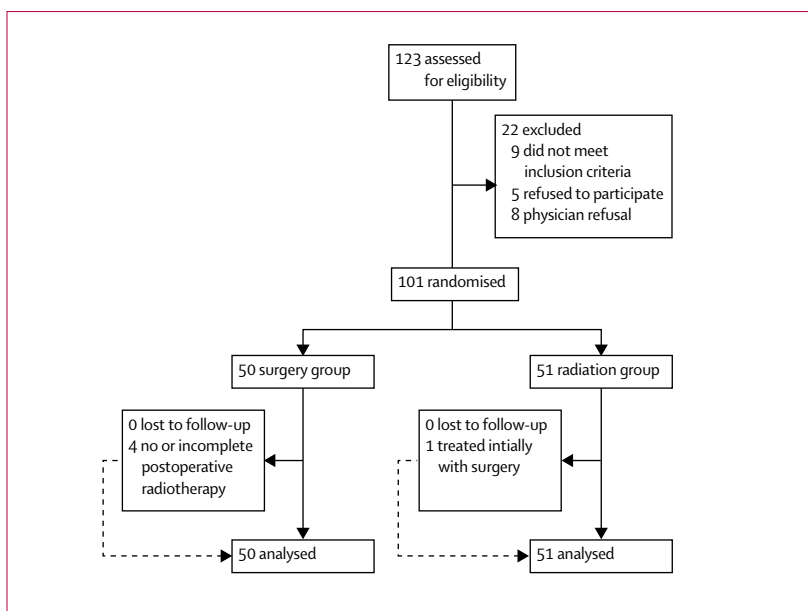 123 assessed
for eligibility
22 excluded
9 did not meet
inclusion criteria
5 refused to participate
8 physician refusal
101 randomised
50 surgery group
51 radiation group
0 lost to follow-up
4 no or incomplete
postoperative
radiotherapy
0 lost to follow-up
1 treated intially
with surgery
50 analysed
51 analysed